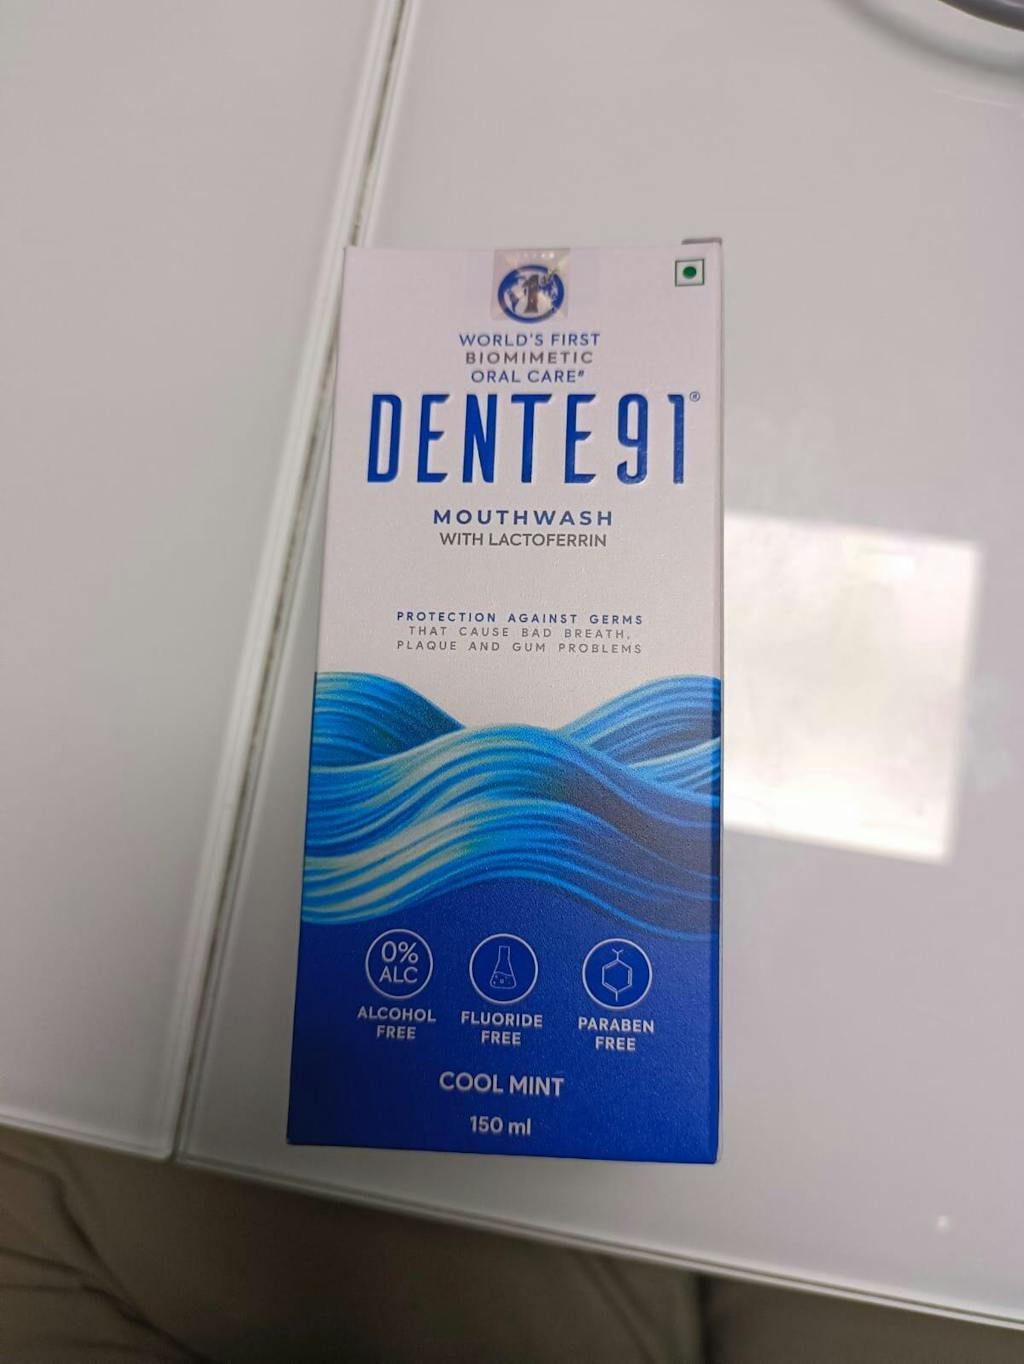 1st
WORLD'S FIRST
BIOMIMETIC
ORAL CARE#
DENTE91®
MOUTHWASH
WITH LACTOFERRIN
PROTECTION AGAINST GERMS
THAT CAUSE BAD BREATH,
PLAQUE AND GUM PROBLEMS
0%
ALC
ALCOHOL
FREE
FLUORIDE
FREE
PARABEN
FREE
COOL MINT
150 ml